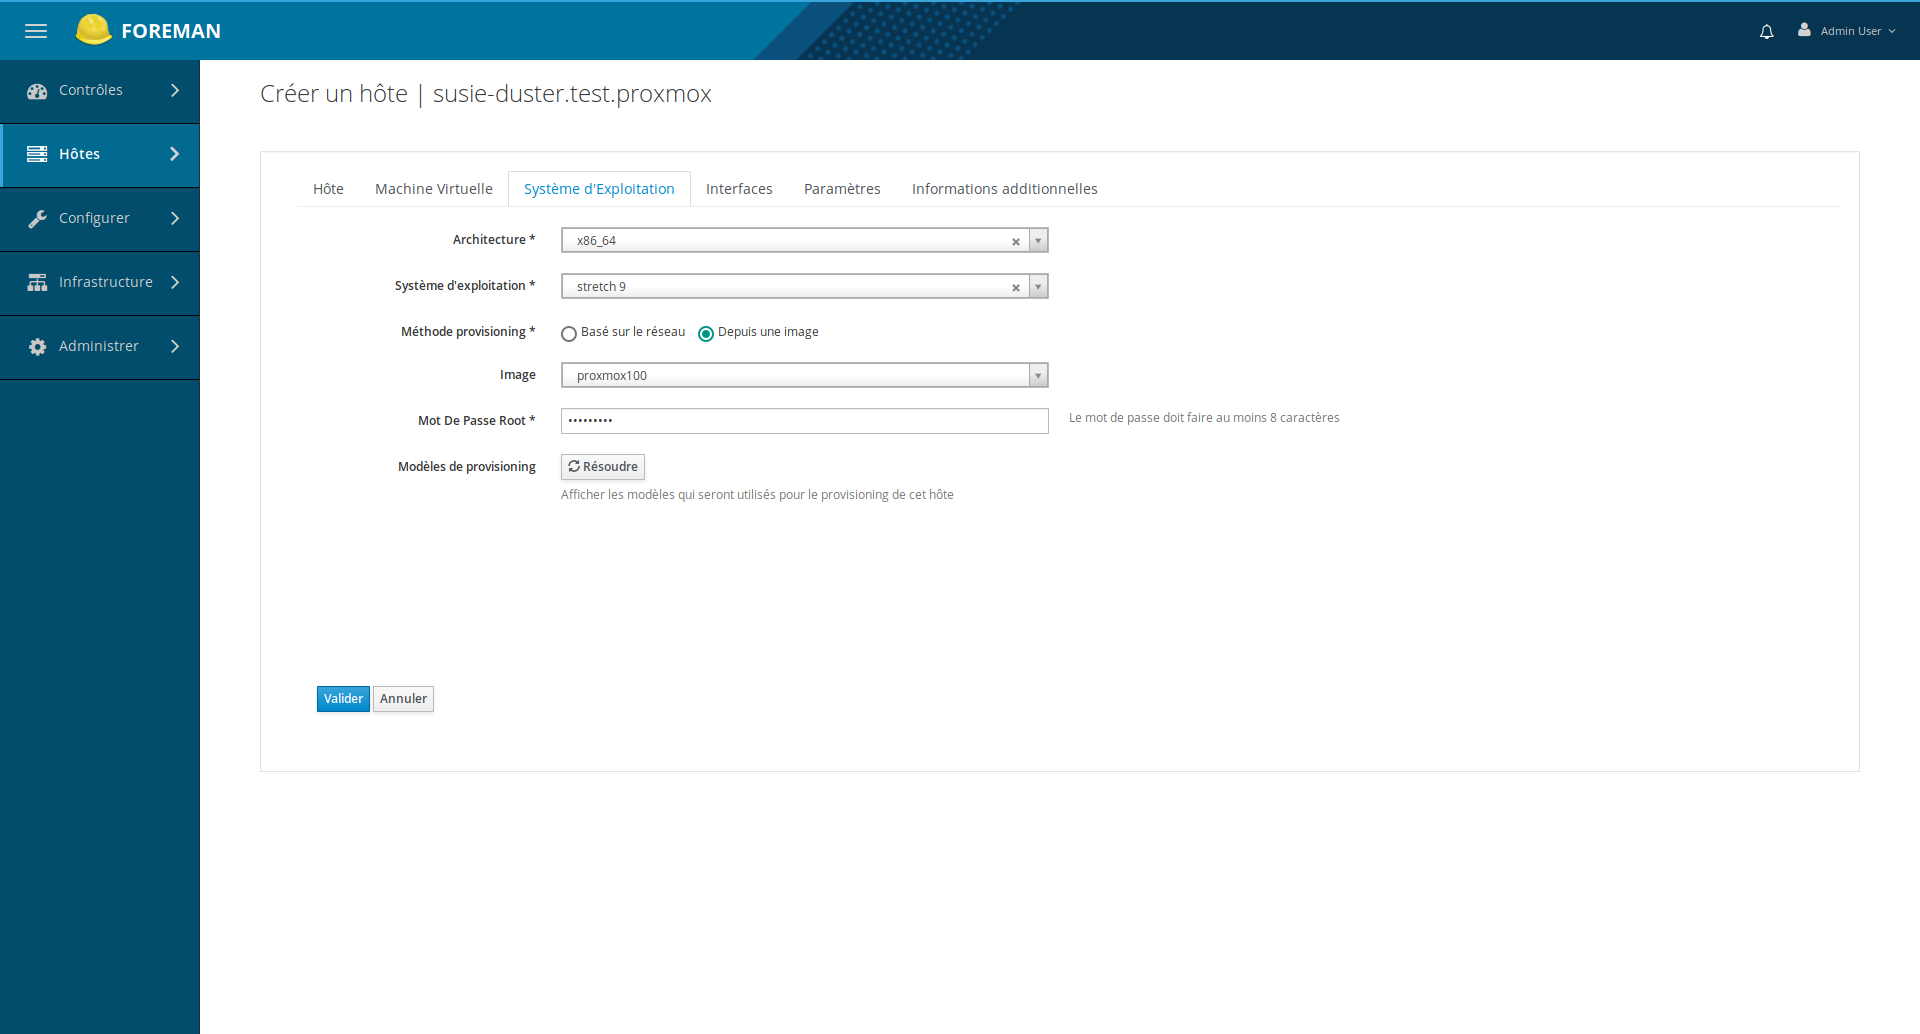 FOREMAN
Admin User
Contrôles
Hôtes
Configurer
Infrastructure
Administrer
Créer un hôte | susie-duster.test.proxmox
Hôte Machine Virtuelle Système d'Exploitation Interfaces Paramètres Informations additionnelles
Architecture * x86_64
Système d'exploitation * stretch 9
Méthode provisioning * Basé sur le réseau Depuis une image
Image proxmox100
Mot De Passe Root * ••••••••• Le mot de passe doit faire au moins 8 caractères
Modèles de provisioning Résoudre
Afficher les modèles qui seront utilisés pour le provisioning de cet hôte
Valider Annuler